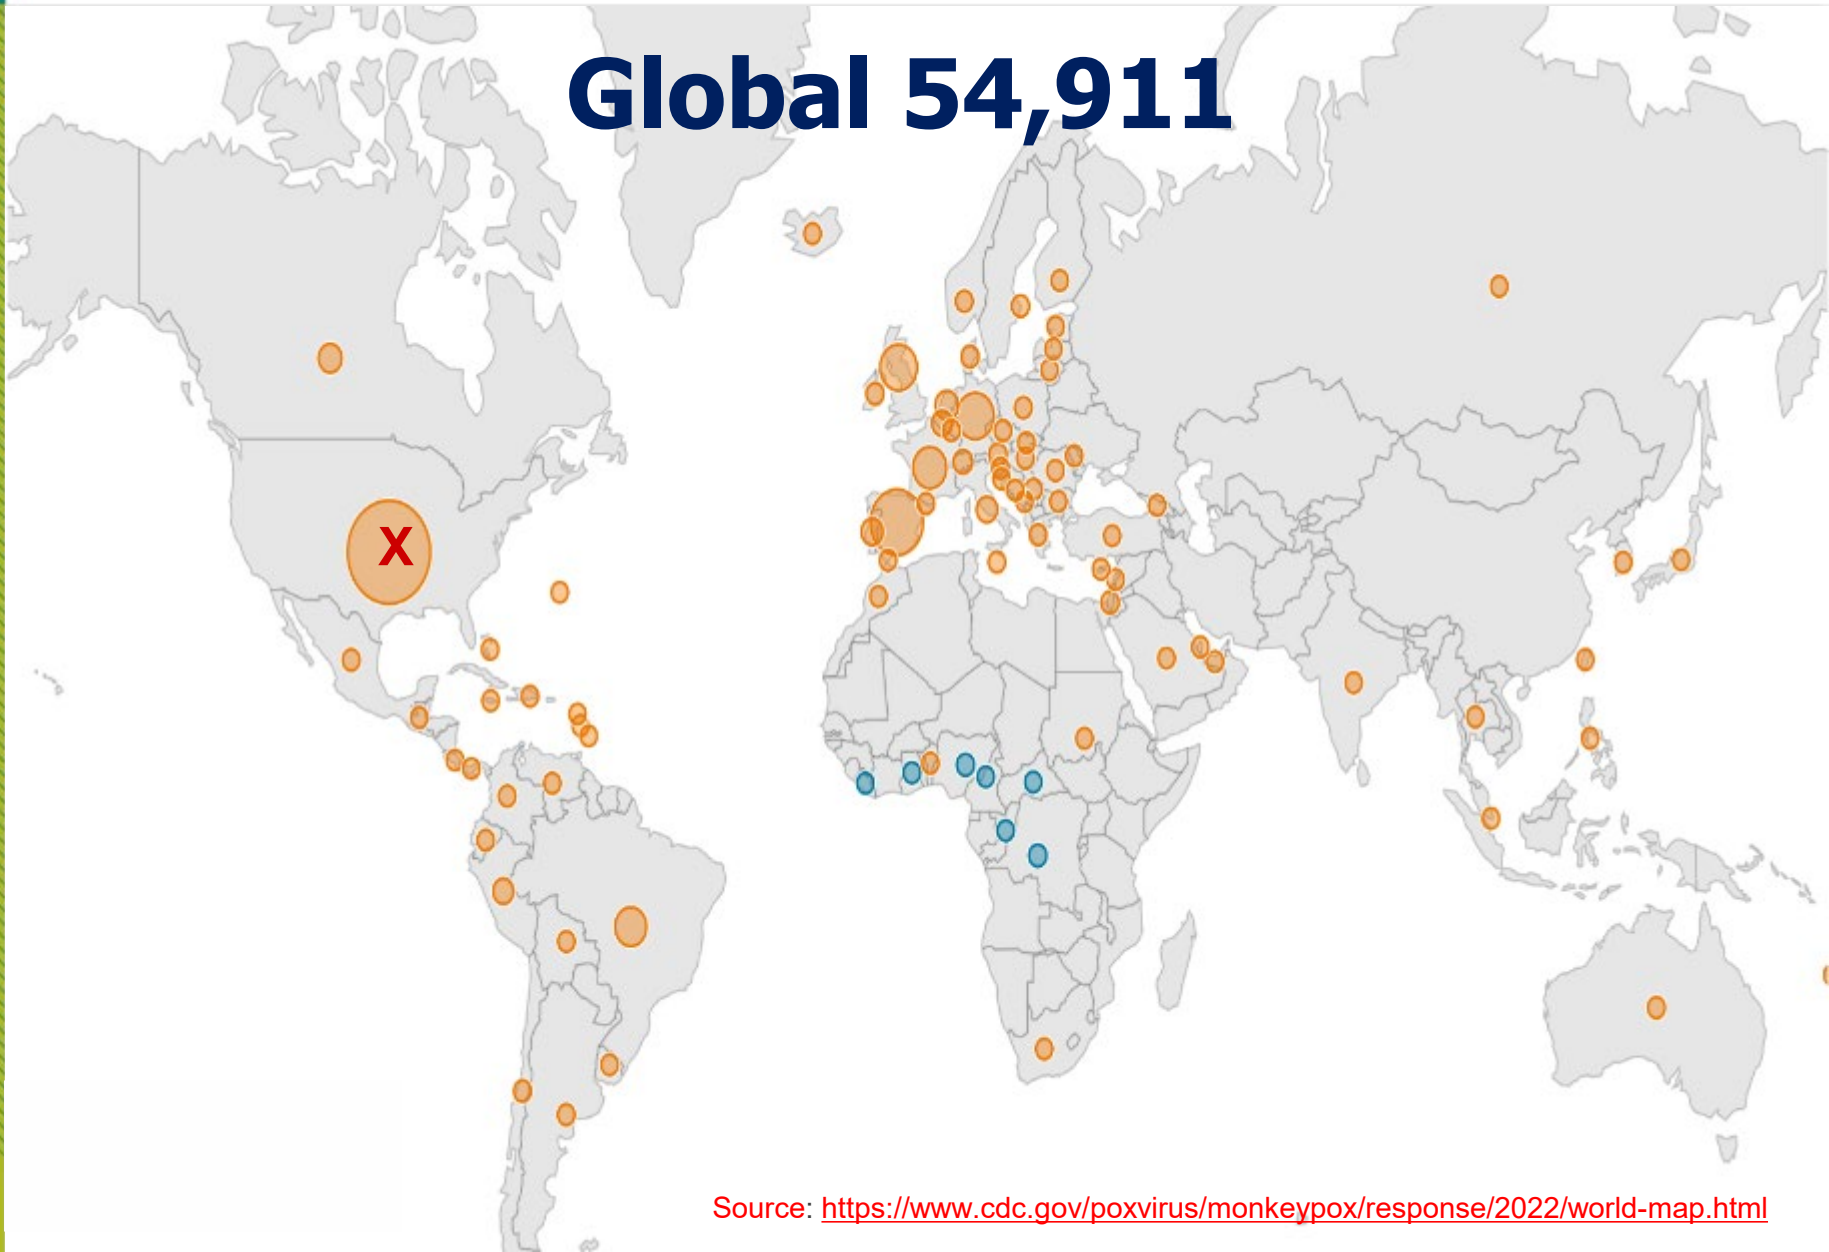 Global 54,911
X
Source: https://www.cdc.gov/poxvirus/monkeypox/response/2022/world-map.html